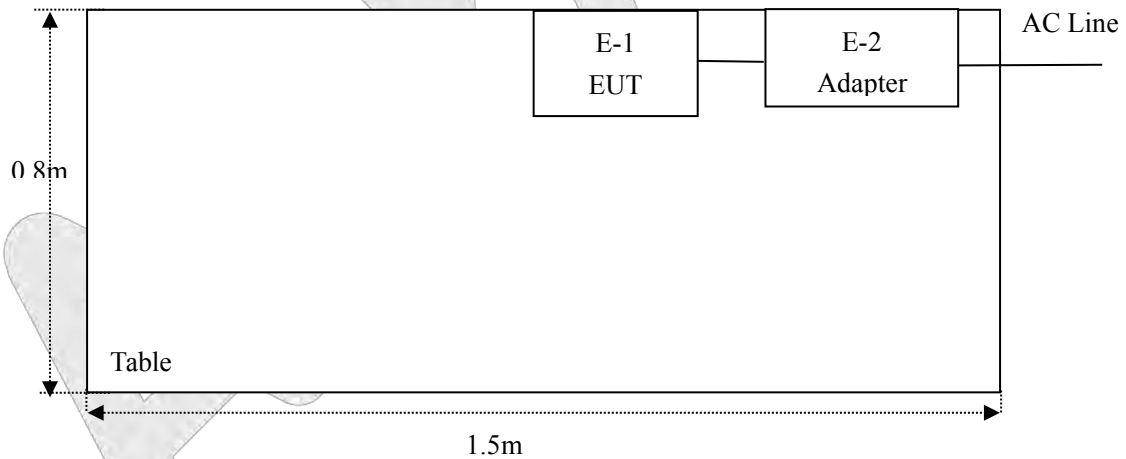 E-1
EUT
E-2
Adapter
AC Line
0.8m
Table
1.5m